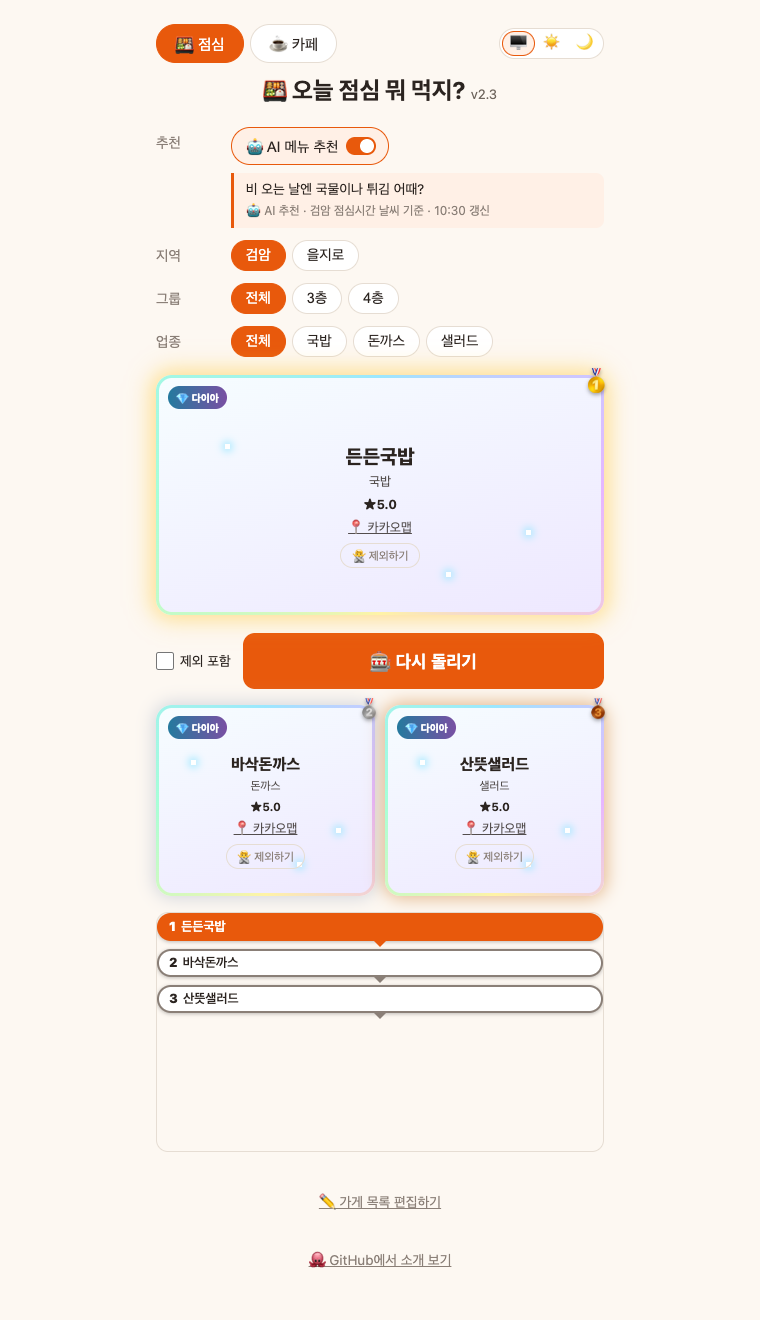 🍱 점심 ☕ 카페 🖥️ ☀️ 🌙
🍱 오늘 점심 뭐 먹지? v2.3
추천 🤖 AI 메뉴 추천
비 오는 날엔 국물이나 튀김 어때?
🤖 AI 추천 · 검암 점심시간 날씨 기준 · 10:30 갱신
지역 검암 을지로
그룹 전체 3층 4층
업종 전체 국밥 돈까스 샐러드
💎 다이아 🥇
든든국밥
국밥
★5.0
📍 카카오맵
🙅 제외하기
제외 포함 🎰 다시 돌리기
💎 다이아 🥈
바삭돈까스
돈까스
★5.0
📍 카카오맵
🙅 제외하기
💎 다이아 🥉
산뜻샐러드
샐러드
★5.0
📍 카카오맵
🙅 제외하기
1 든든국밥
2 바삭돈까스
3 산뜻샐러드
✏️ 가게 목록 편집하기
🐙 GitHub에서 소개 보기